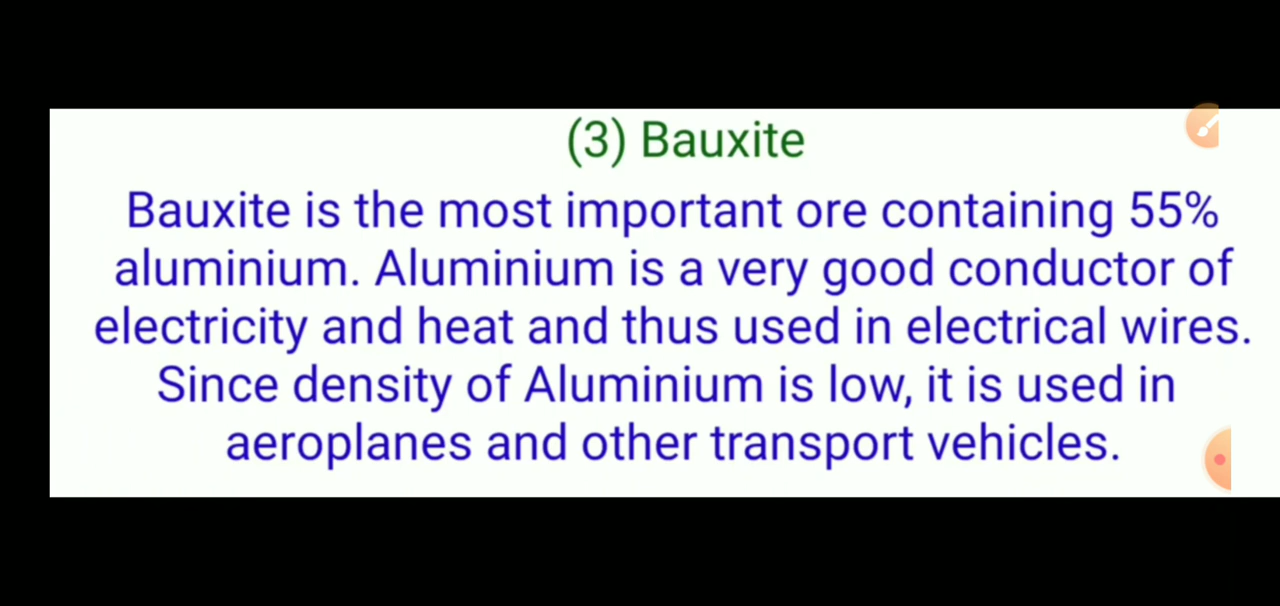 (3) Bauxite
Bauxite is the most important ore containing 55%
aluminium. Aluminium is a very good conductor of
electricity and heat and thus used in electrical wires.
Since density of Aluminium is low, it is used in
aeroplanes and other transport vehicles.